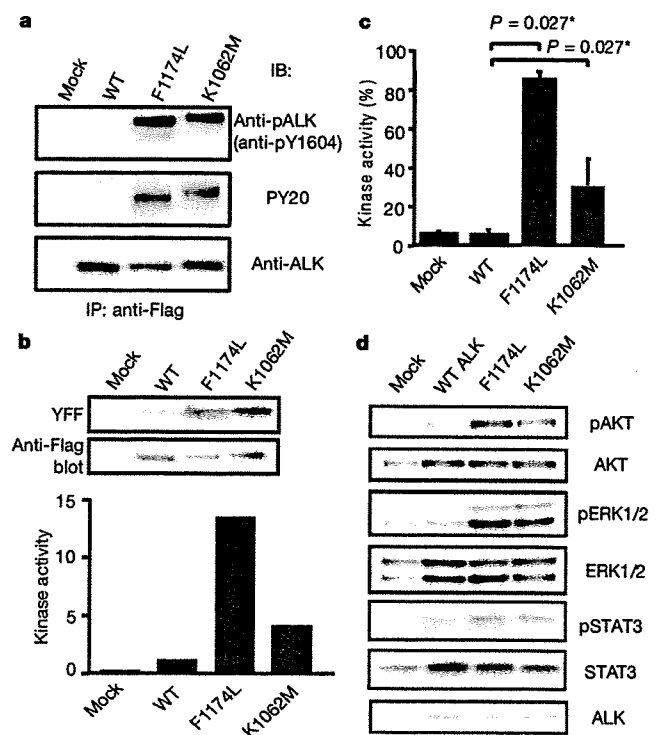 a
Mock
WT
F1174L
K1062M
IB:
Anti-pALK
(anti-pY1604)
PY20
Anti-ALK
IP: anti-Flag
b
Mock
WT
F1174L
K1062M
YFF
Anti-Flag
blot
Kinase activity
15
10
5
0
Mock
WT
F1174L
K1062M
c
P = 0.027*
P = 0.027*
Kinase activity (%)
100
80
60
40
20
0
Mock
WT
F1174L
K1062M
d
Mock
WT ALK
F1174L
K1062M
pAKT
AKT
pERK1/2
ERK1/2
pSTAT3
STAT3
ALK